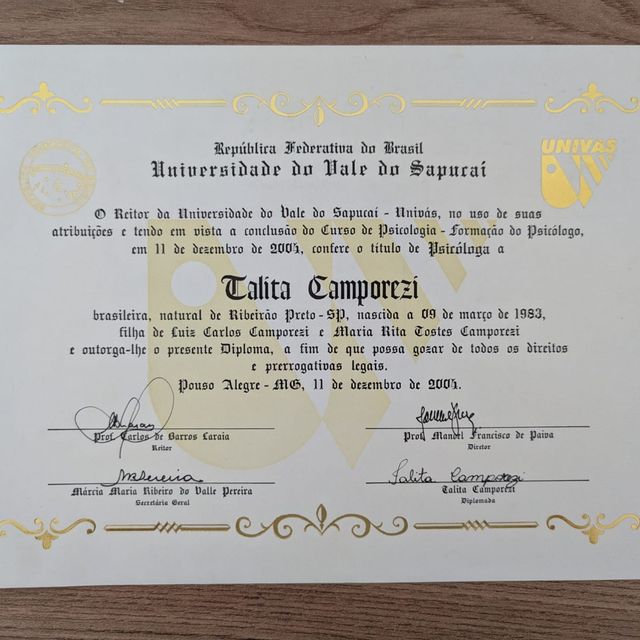 República Federativa do Brasil
Universidade do Vale do Sapucaí
UNIVÁS
O Reitor da Universidade do Vale do Sapucaí - Univás, no uso de suas
atribuições e tendo em vista a conclusão do Curso de Psicologia - Formação do Psicólogo,
em 11 de dezembro de 2004, confere o título de Psicóloga a
Talita Camporezi
brasileira, natural de Ribeirão Preto - SP, nascida a 09 de março de 1983,
filha de Luiz Carlos Camporezi e Maria Rita Tostes Camporezi
e outorga-lhe o presente Diploma, a fim de que possa gozar de todos os direitos
e prerrogativas legais.
Pouso Alegre - MG, 11 de dezembro de 2004.
Prof. Carlos de Barros Laraia
Reitor
Prof. Manoel Francisco de Paiva
Diretor
Márcia Maria Ribeiro do Valle Pereira
Secretária Geral
Talita Camporezi
Talita Camporezi
Diplomada